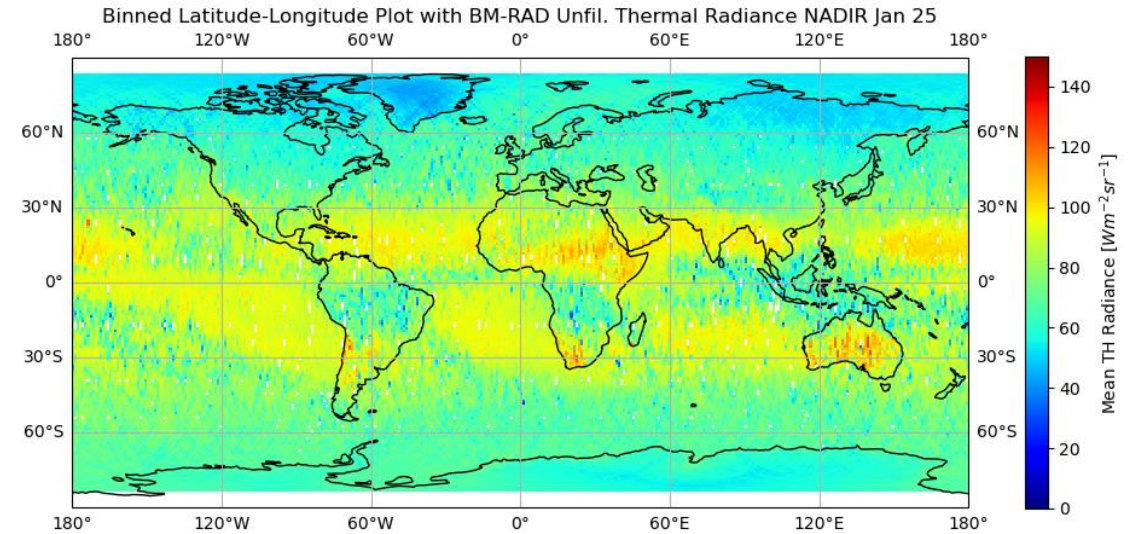 Binned Latitude-Longitude Plot with BM-RAD Unfil. Thermal Radiance NADIR Jan 25
180° 120°W 60°W 0° 60°E 120°E 180°
60°N 60°N
30°N 30°N
0° 0°
30°S 30°S
60°S 60°S
180° 120°W 60°W 0° 60°E 120°E 180°
140
120
100
80
60
40
20
0
Mean TH Radiance [Wm⁻²sr⁻¹]